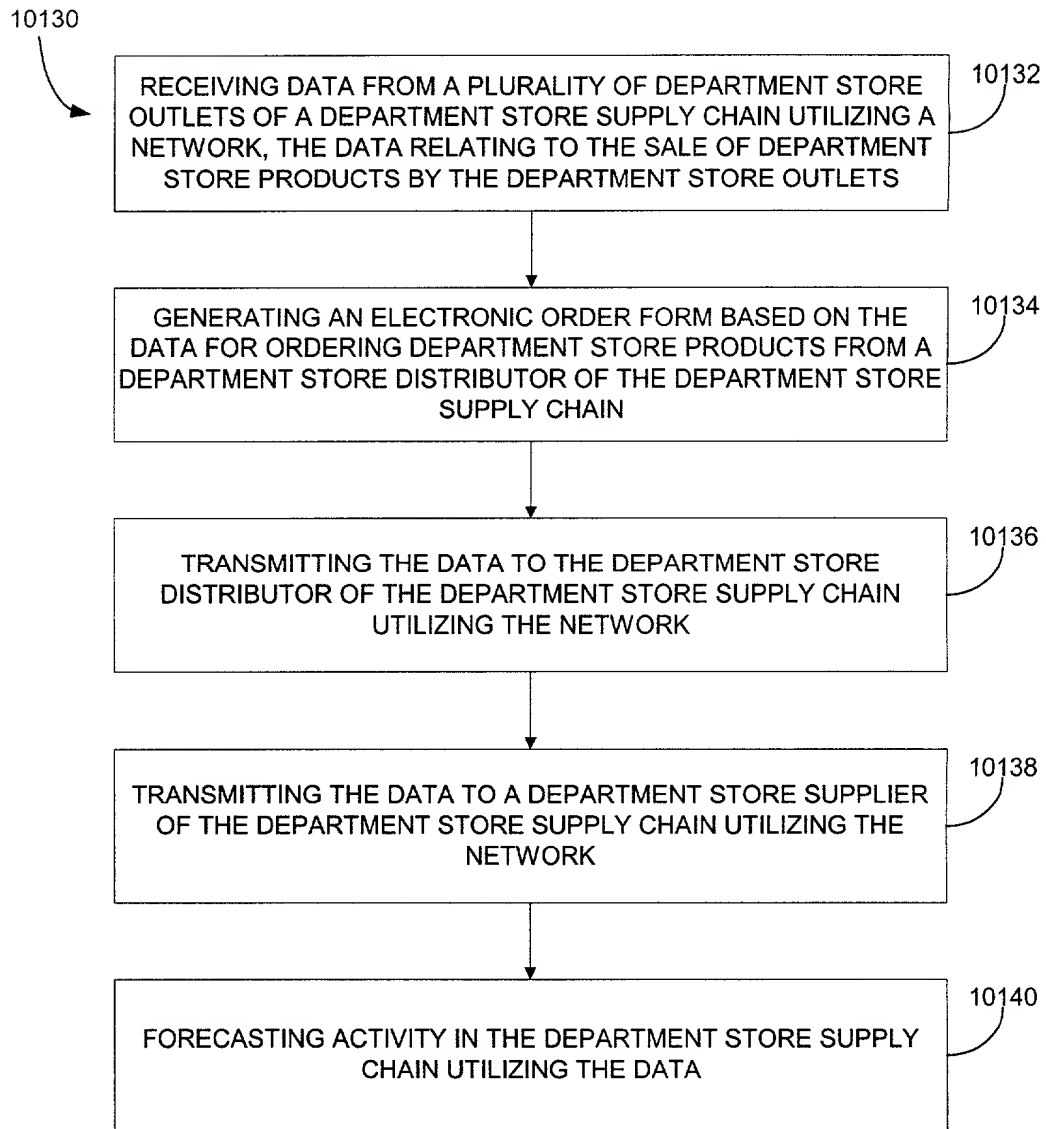 10130
RECEIVING DATA FROM A PLURALITY OF DEPARTMENT STORE
OUTLETS OF A DEPARTMENT STORE SUPPLY CHAIN UTILIZING A
NETWORK, THE DATA RELATING TO THE SALE OF DEPARTMENT
STORE PRODUCTS BY THE DEPARTMENT STORE OUTLETS
10132
GENERATING AN ELECTRONIC ORDER FORM BASED ON THE
DATA FOR ORDERING DEPARTMENT STORE PRODUCTS FROM A
DEPARTMENT STORE DISTRIBUTOR OF THE DEPARTMENT STORE
SUPPLY CHAIN
10134
TRANSMITTING THE DATA TO THE DEPARTMENT STORE
DISTRIBUTOR OF THE DEPARTMENT STORE SUPPLY CHAIN
UTILIZING THE NETWORK
10136
TRANSMITTING THE DATA TO A DEPARTMENT STORE SUPPLIER
OF THE DEPARTMENT STORE SUPPLY CHAIN UTILIZING THE
NETWORK
10138
FORECASTING ACTIVITY IN THE DEPARTMENT STORE SUPPLY
CHAIN UTILIZING THE DATA
10140